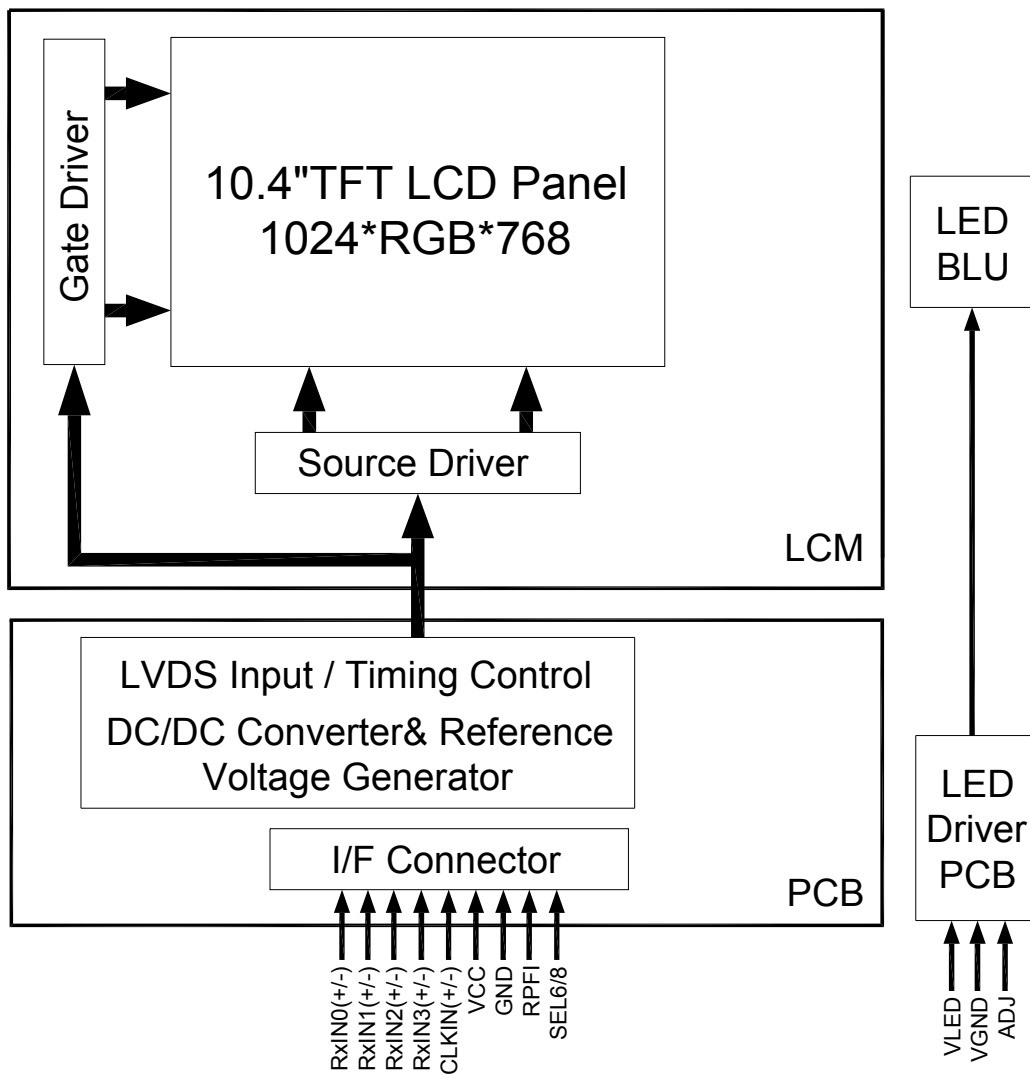 Gate Driver
10.4"TFT LCD Panel
1024*RGB*768
Source Driver
LCM
LED
BLU
LVDS Input / Timing Control
DC/DC Converter& Reference
Voltage Generator
I/F Connector
PCB
LED
Driver
PCB
RxIN0(+/-)
RxIN1(+/-)
RxIN2(+/-)
RxIN3(+/-)
CLKIN(+/-)
VCC
GND
RPFI
SEL6/8
VLED
VGND
ADJ